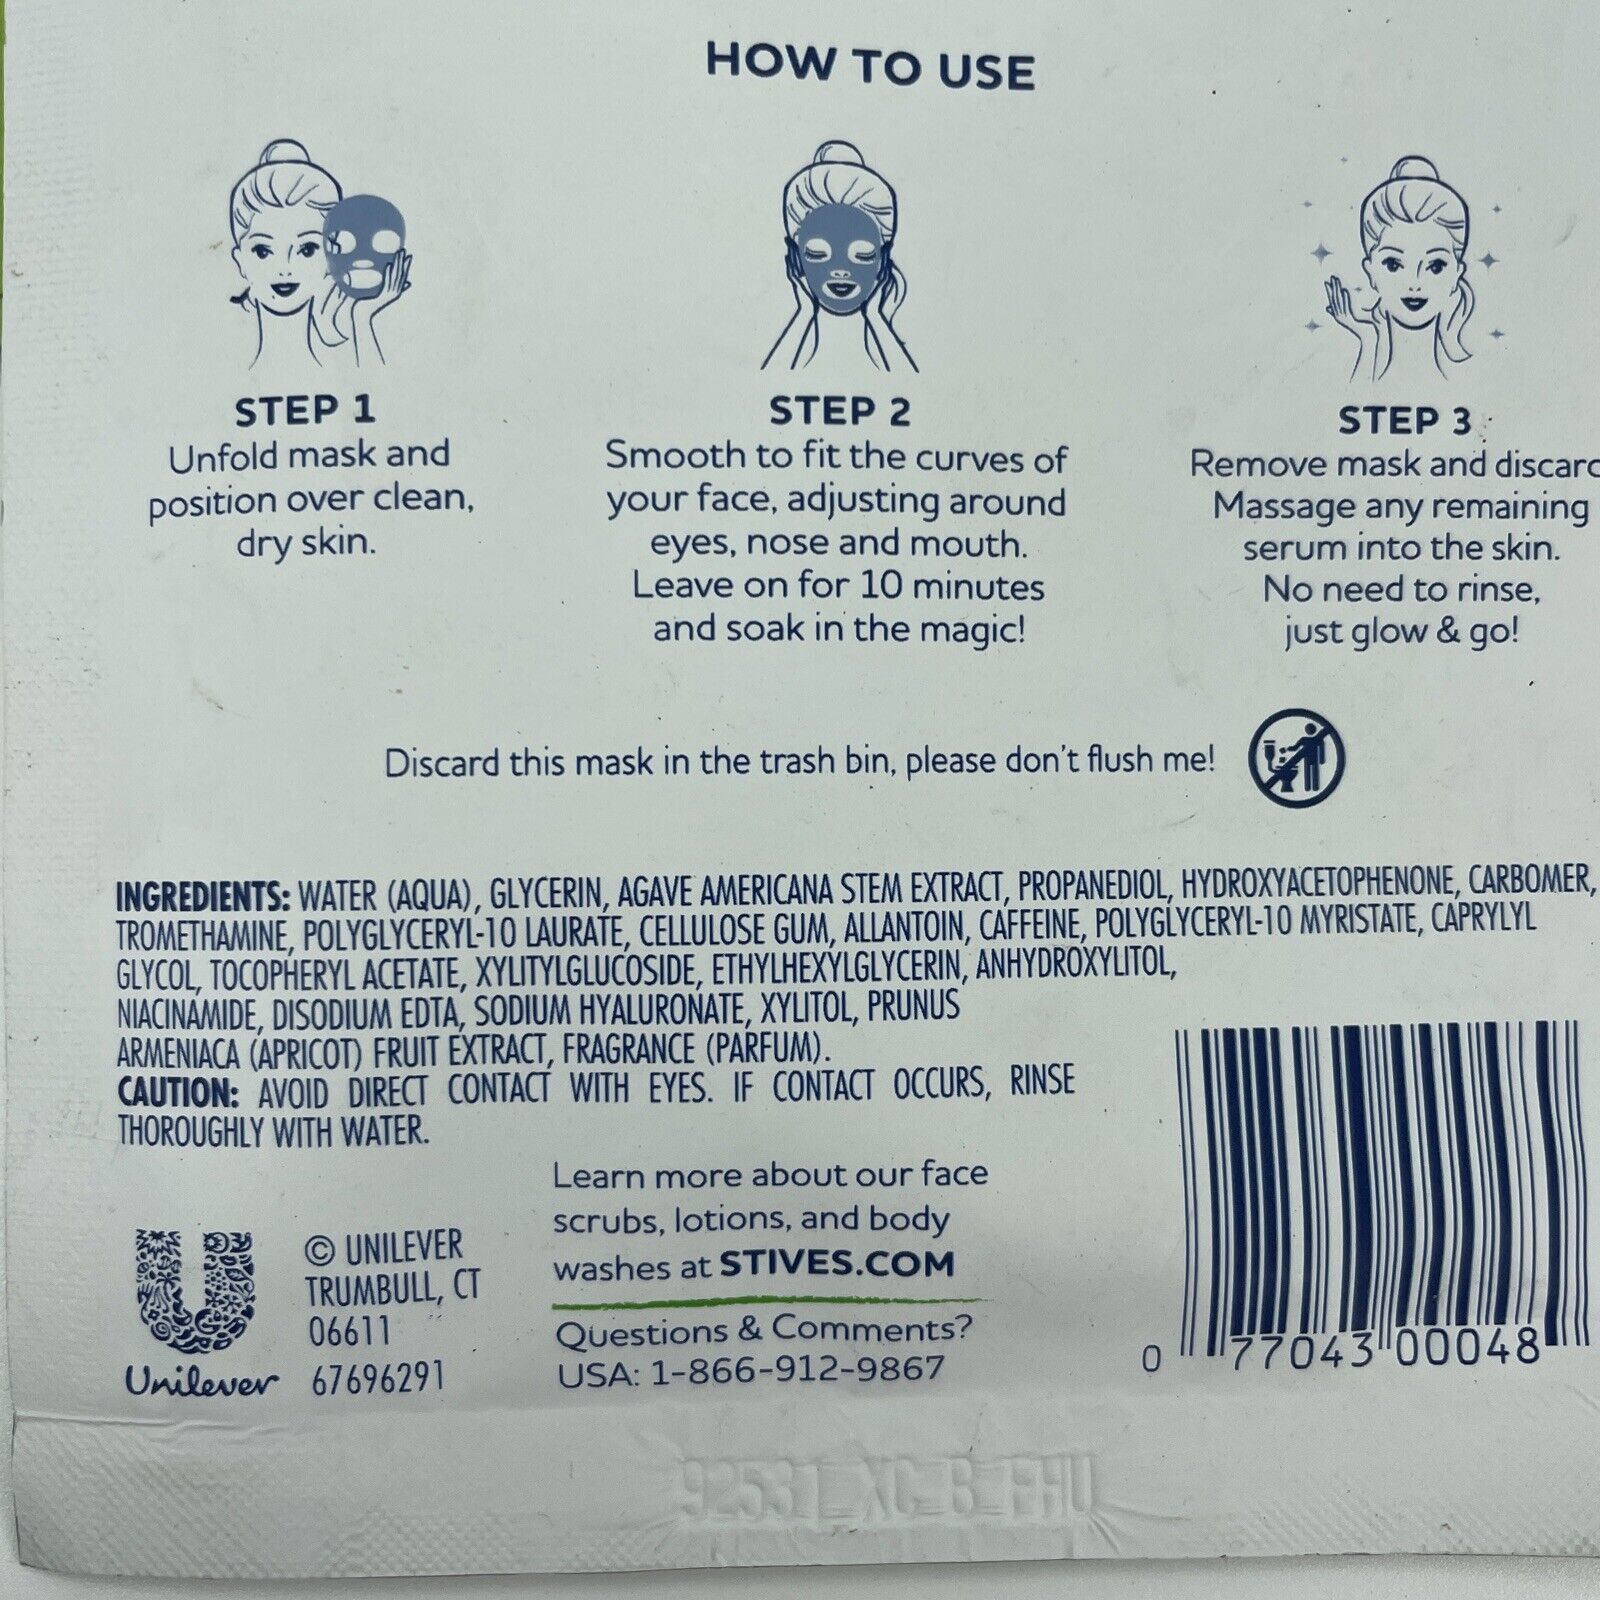 HOW TO USE
STEP 1
Unfold mask and
position over clean,
dry skin.
STEP 2
Smooth to fit the curves of
your face, adjusting around
eyes, nose and mouth.
Leave on for 10 minutes
and soak in the magic!
STEP 3
Remove mask and discard
Massage any remaining
serum into the skin.
No need to rinse,
just glow & go!
Discard this mask in the trash bin, please don't flush me!
INGREDIENTS: WATER (AQUA), GLYCERIN, AGAVE AMERICANA STEM EXTRACT, PROPANEDIOL, HYDROXYACETOPHENONE, CARBOMER,
TROMETHAMINE, POLYGLYCERYL-10 LAURATE, CELLULOSE GUM, ALLANTOIN, CAFFEINE, POLYGLYCERYL-10 MYRISTATE, CAPRYLYL
GLYCOL, TOCOPHERYL ACETATE, XYLITYLGLUCOSIDE, ETHYLHEXYLGLYCERIN, ANHYDROXYLITOL,
NIACINAMIDE, DISODIUM EDTA, SODIUM HYALURONATE, XYLITOL, PRUNUS
ARMENIACA (APRICOT) FRUIT EXTRACT, FRAGRANCE (PARFUM).
CAUTION: AVOID DIRECT CONTACT WITH EYES. IF CONTACT OCCURS, RINSE
THOROUGHLY WITH WATER.
Unilever
© UNILEVER
TRUMBULL, CT
06611
67696291
Learn more about our face
scrubs, lotions, and body
washes at STIVES.COM
Questions & Comments?
USA: 1-866-912-9867
0 77043 00048